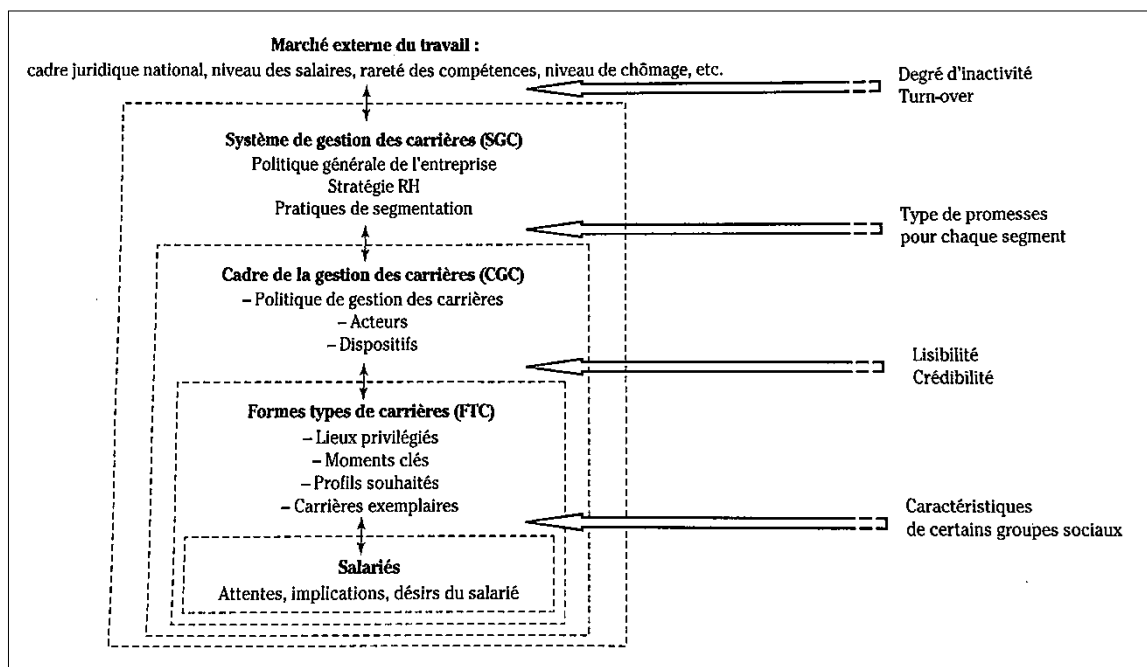 Marché externe du travail :
cadre juridique national, niveau des salaires, rareté des compétences, niveau de chômage, etc.
Degré d'inactivité
Turn-over
Système de gestion des carrières (SGC)
Politique générale de l'entreprise
Stratégie RH
Pratiques de segmentation
Type de promesses
pour chaque segment
Cadre de la gestion des carrières (CGC)
– Politique de gestion des carrières
– Acteurs
– Dispositifs
Lisibilité
Crédibilité
Formes types de carrières (FTC)
– Lieux privilégiés
– Moments clés
– Profils souhaités
– Carrières exemplaires
Caractéristiques
de certains groupes sociaux
Salariés
Attentes, implications, désirs du salarié